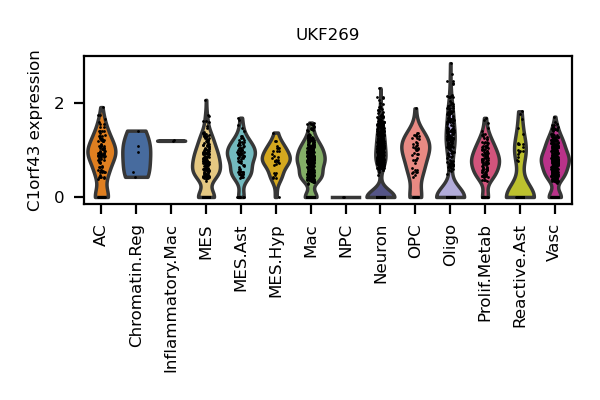 UKF269
C1orf43 expression
2
0
AC
Chromatin.Reg
Inflammatory.Mac
MES
MES.Ast
MES.Hyp
Mac
NPC
Neuron
OPC
Oligo
Prolif.Metab
Reactive.Ast
Vasc